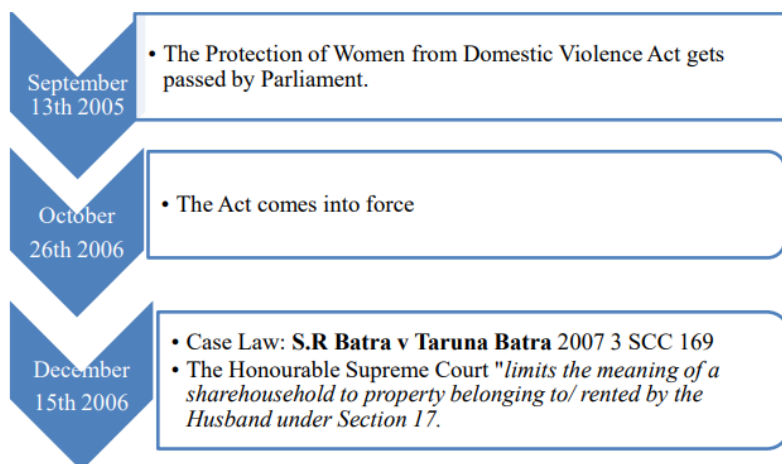 September
13th 2005
• The Protection of Women from Domestic Violence Act gets
passed by Parliament.
October
26th 2006
• The Act comes into force
December
15th 2006
• Case Law: S.R Batra v Taruna Batra 2007 3 SCC 169
• The Honourable Supreme Court "limits the meaning of a
sharehousehold to property belonging to/ rented by the
Husband under Section 17.